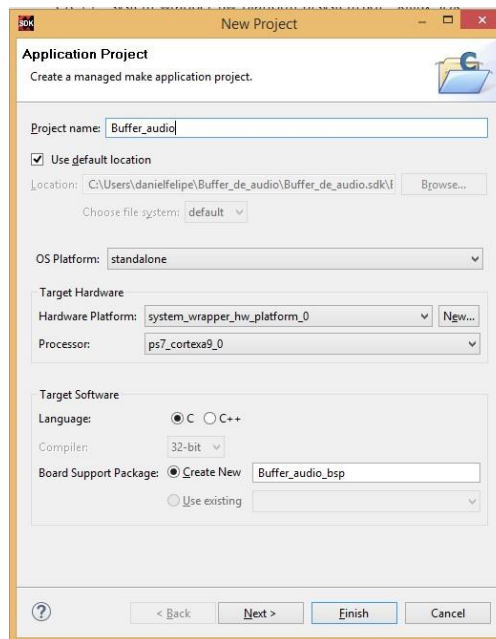 SDK
New Project
Application Project
Create a managed make application project.
Project name: Buffer_audio
Use default location
Location: C:\Users\danielfelipe\Buffer_de_audio\Buffer_de_audio.sdk\E Browse...
Choose file system: default
OS Platform: standalone
Target Hardware
Hardware Platform: system_wrapper_hw_platform_0 New...
Processor: ps7_cortexa9_0
Target Software
Language: C C++
Compiler: 32-bit
Board Support Package: Create New Buffer_audio_bsp
Use existing
? < Back Next > Finish Cancel